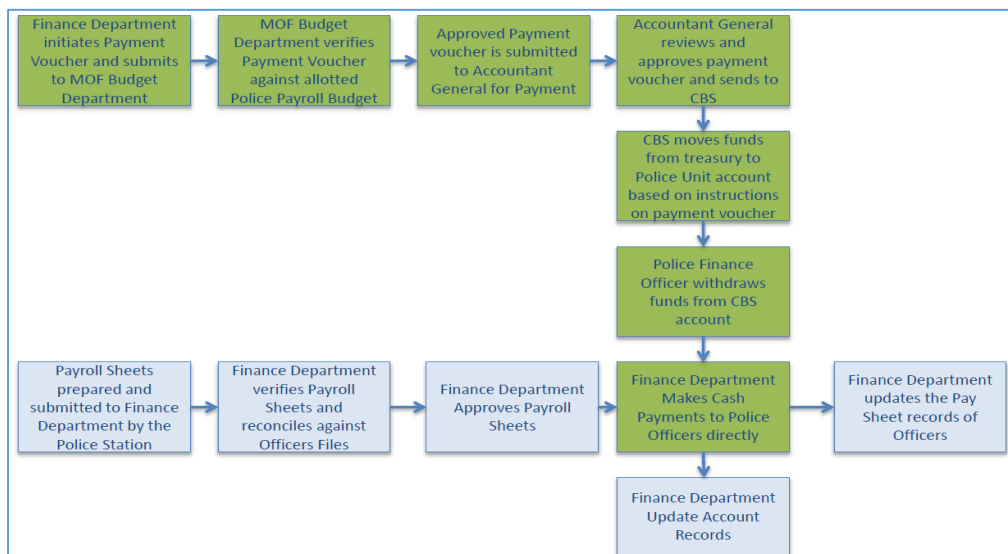 Finance Department
initiates Payment
Voucher and submits
to MOF Budget
Department
MOF Budget
Department verifies
Payment Voucher
against allotted
Police Payroll Budget
Approved Payment
voucher is submitted
to Accountant
General for Payment
Accountant General
reviews and
approves payment
voucher and sends to
CBS
CBS moves funds
from treasury to
Police Unit account
based on instructions
on payment voucher
Police Finance
Officer withdraws
funds from CBS
account
Payroll Sheets
prepared and
submitted to Finance
Department by the
Police Station
Finance Department
verifies Payroll
Sheets and
reconciles against
Officers Files
Finance Department
Approves Payroll
Sheets
Finance Department
Makes Cash
Payments to Police
Officers directly
Finance Department
updates the Pay
Sheet records of
Officers
Finance Department
Update Account
Records